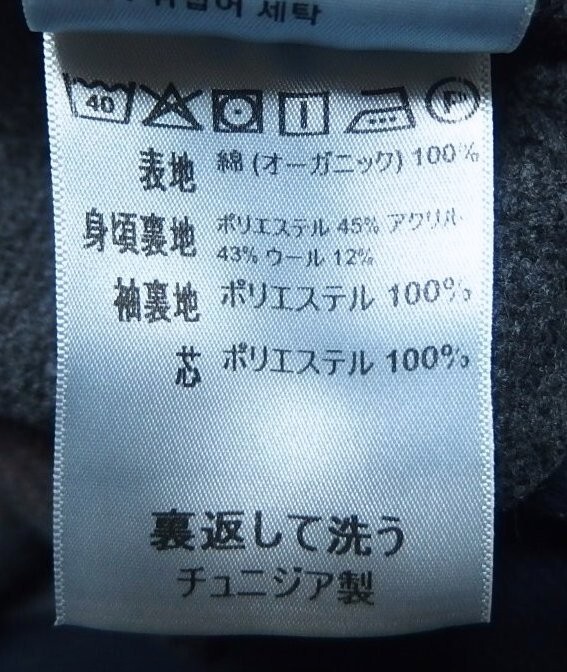 세탁
40
P
表地 綿 (オーガニック) 100%
身頃裏地 ポリエステル 45% アクリル
43% ウール 12%
袖裏地 ポリエステル 100%
芯 ポリエステル 100%
裏返して洗う
チュニジア製